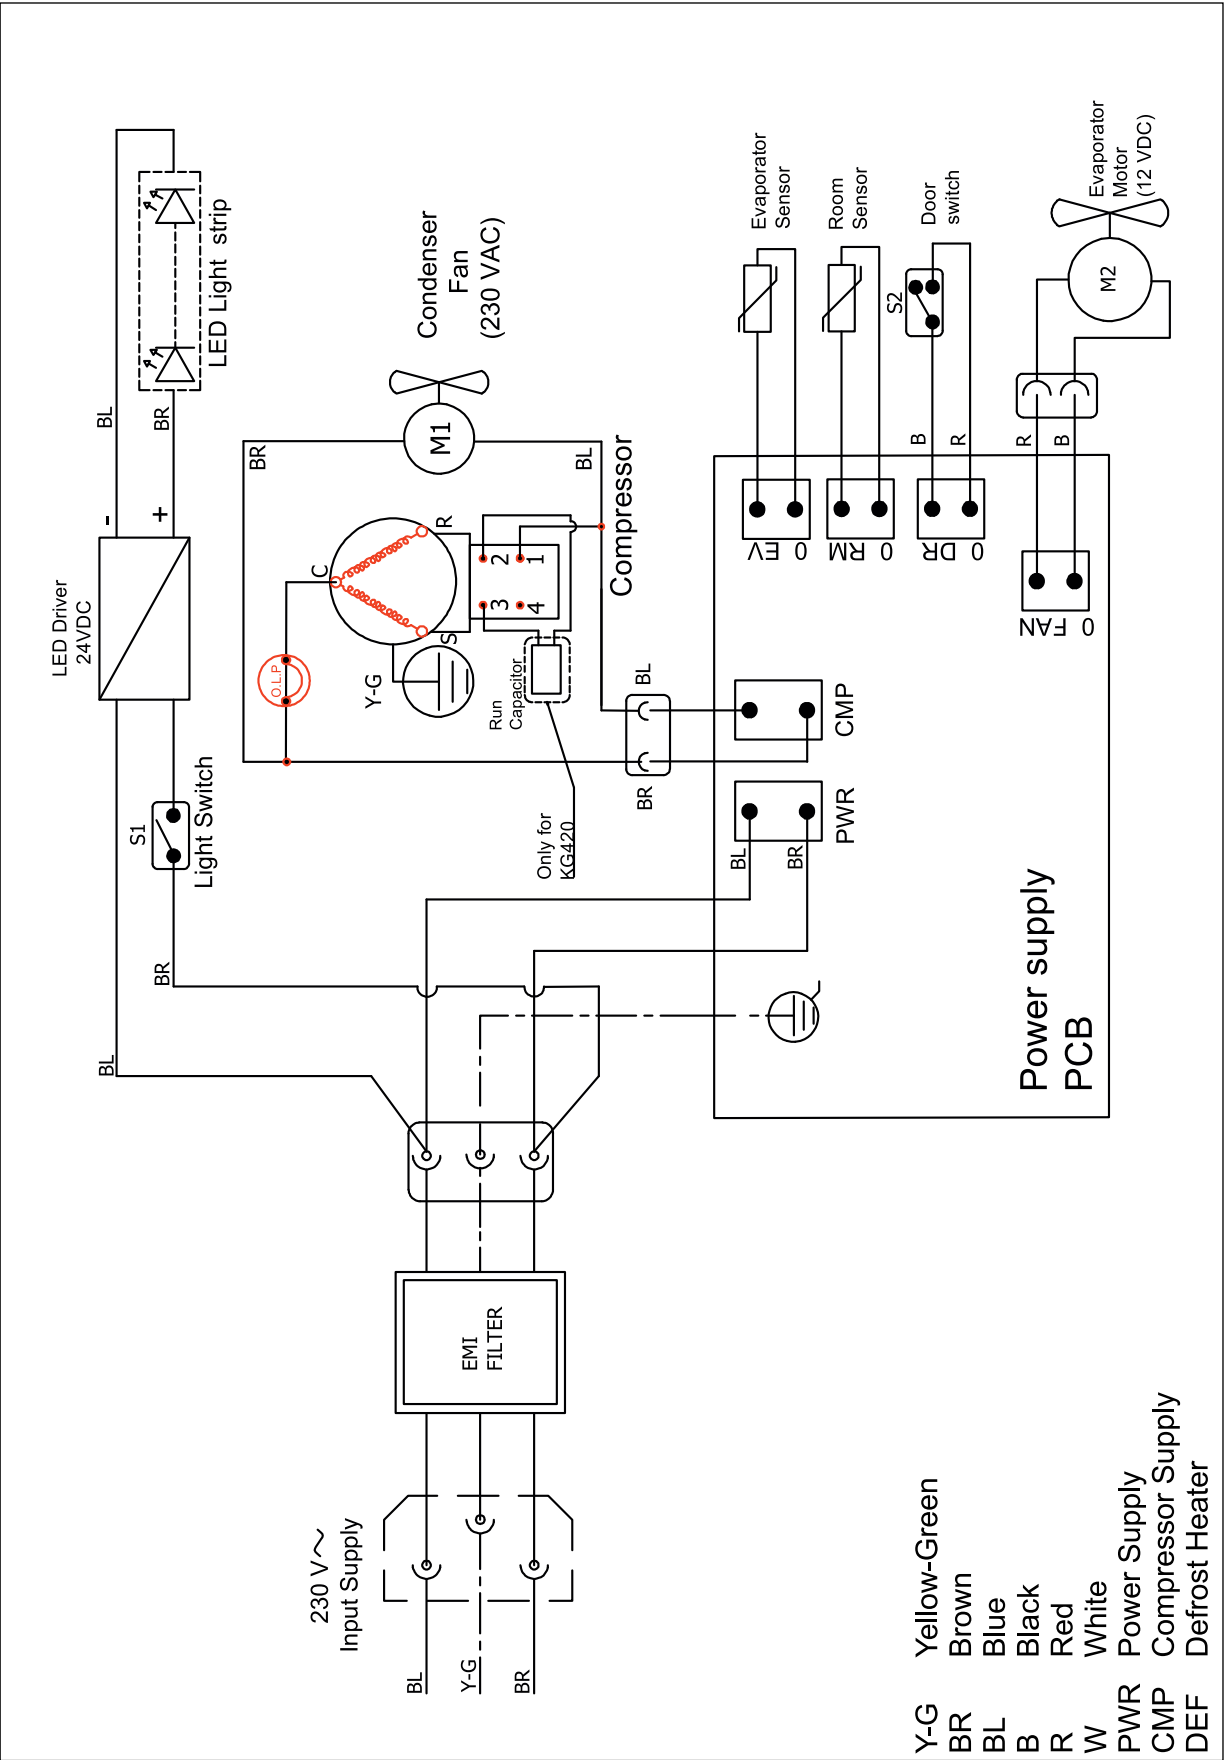 230 V~
Input Supply
BL
Y-G
BR
EMI
FILTER
BL
BR
S1
Light Switch
LED Driver
24VDC
-
+
BL
BR
LED Light strip
BR
BL
M1
Condenser
Fan
(230 VAC)
O.L.P
C
R
S
Y-G
2
1
3
4
Compressor
Run
Capacitor
Only for
KG420
BL
BR
CMP
PWR
BL
BR
Power supply
PCB
0 EV
0 RM
0 DR
0 FAN
Evaporator
Sensor
Room
Sensor
S2
Door
switch
B
R
R
B
M2
Evaporator
Motor
(12 VDC)
Y-G Yellow-Green
BR Brown
BL Blue
B Black
R Red
W White
PWR Power Supply
CMP Compressor Supply
DEF Defrost Heater